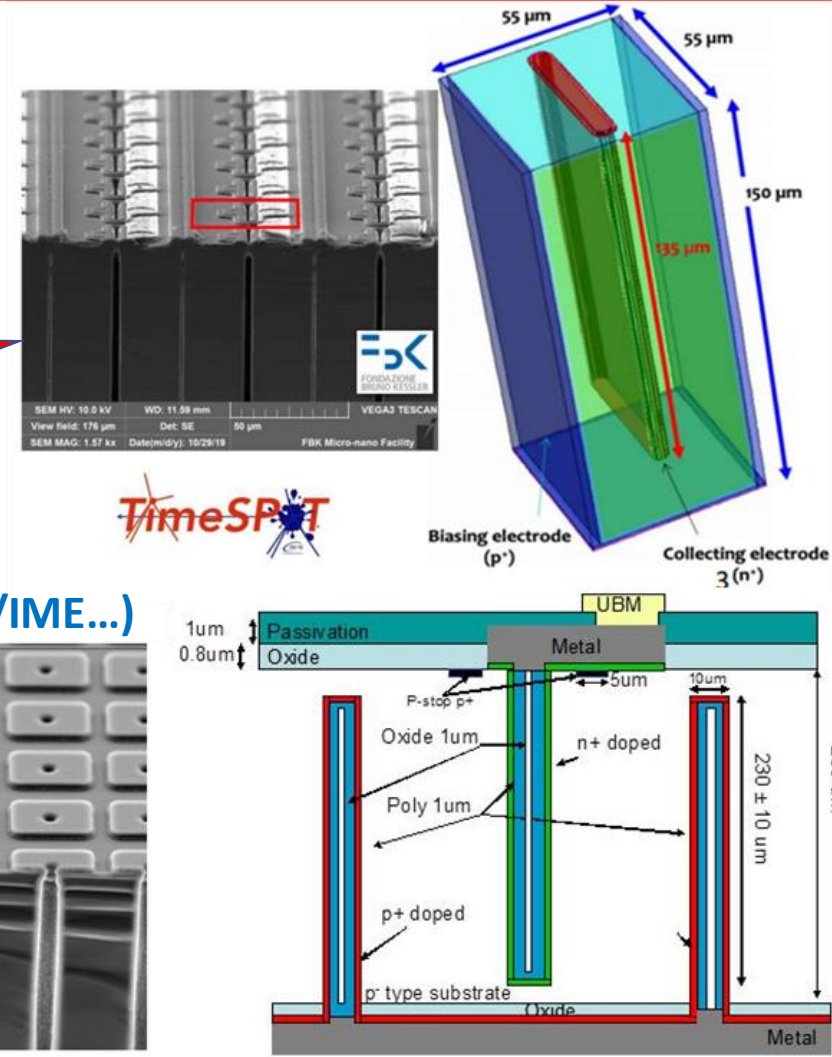 55 µm
55 µm
150 µm
135 µm
FBK
FONDAZIONE
BRUNO KESSLER
SEM HV: 10.0 kV WD: 11.59 mm VEGA3 TESCAN
View field: 176 µm Det: SE 50 µm
SEM MAG: 1.57 kx Date(m/d/y): 10/29/19 FBK Micro-nano Facility
TimeSPOT
Biasing electrode
(p⁺)
Collecting electrode
3 (n⁺)
/IME...)
UBM
1um
Passivation
Metal
0.8um
Oxide
P-stop p+
5um
10um
Oxide 1um
n+ doped
Poly 1um
230 ± 10 um
p+ doped
p⁻ type substrate
Oxide
Metal